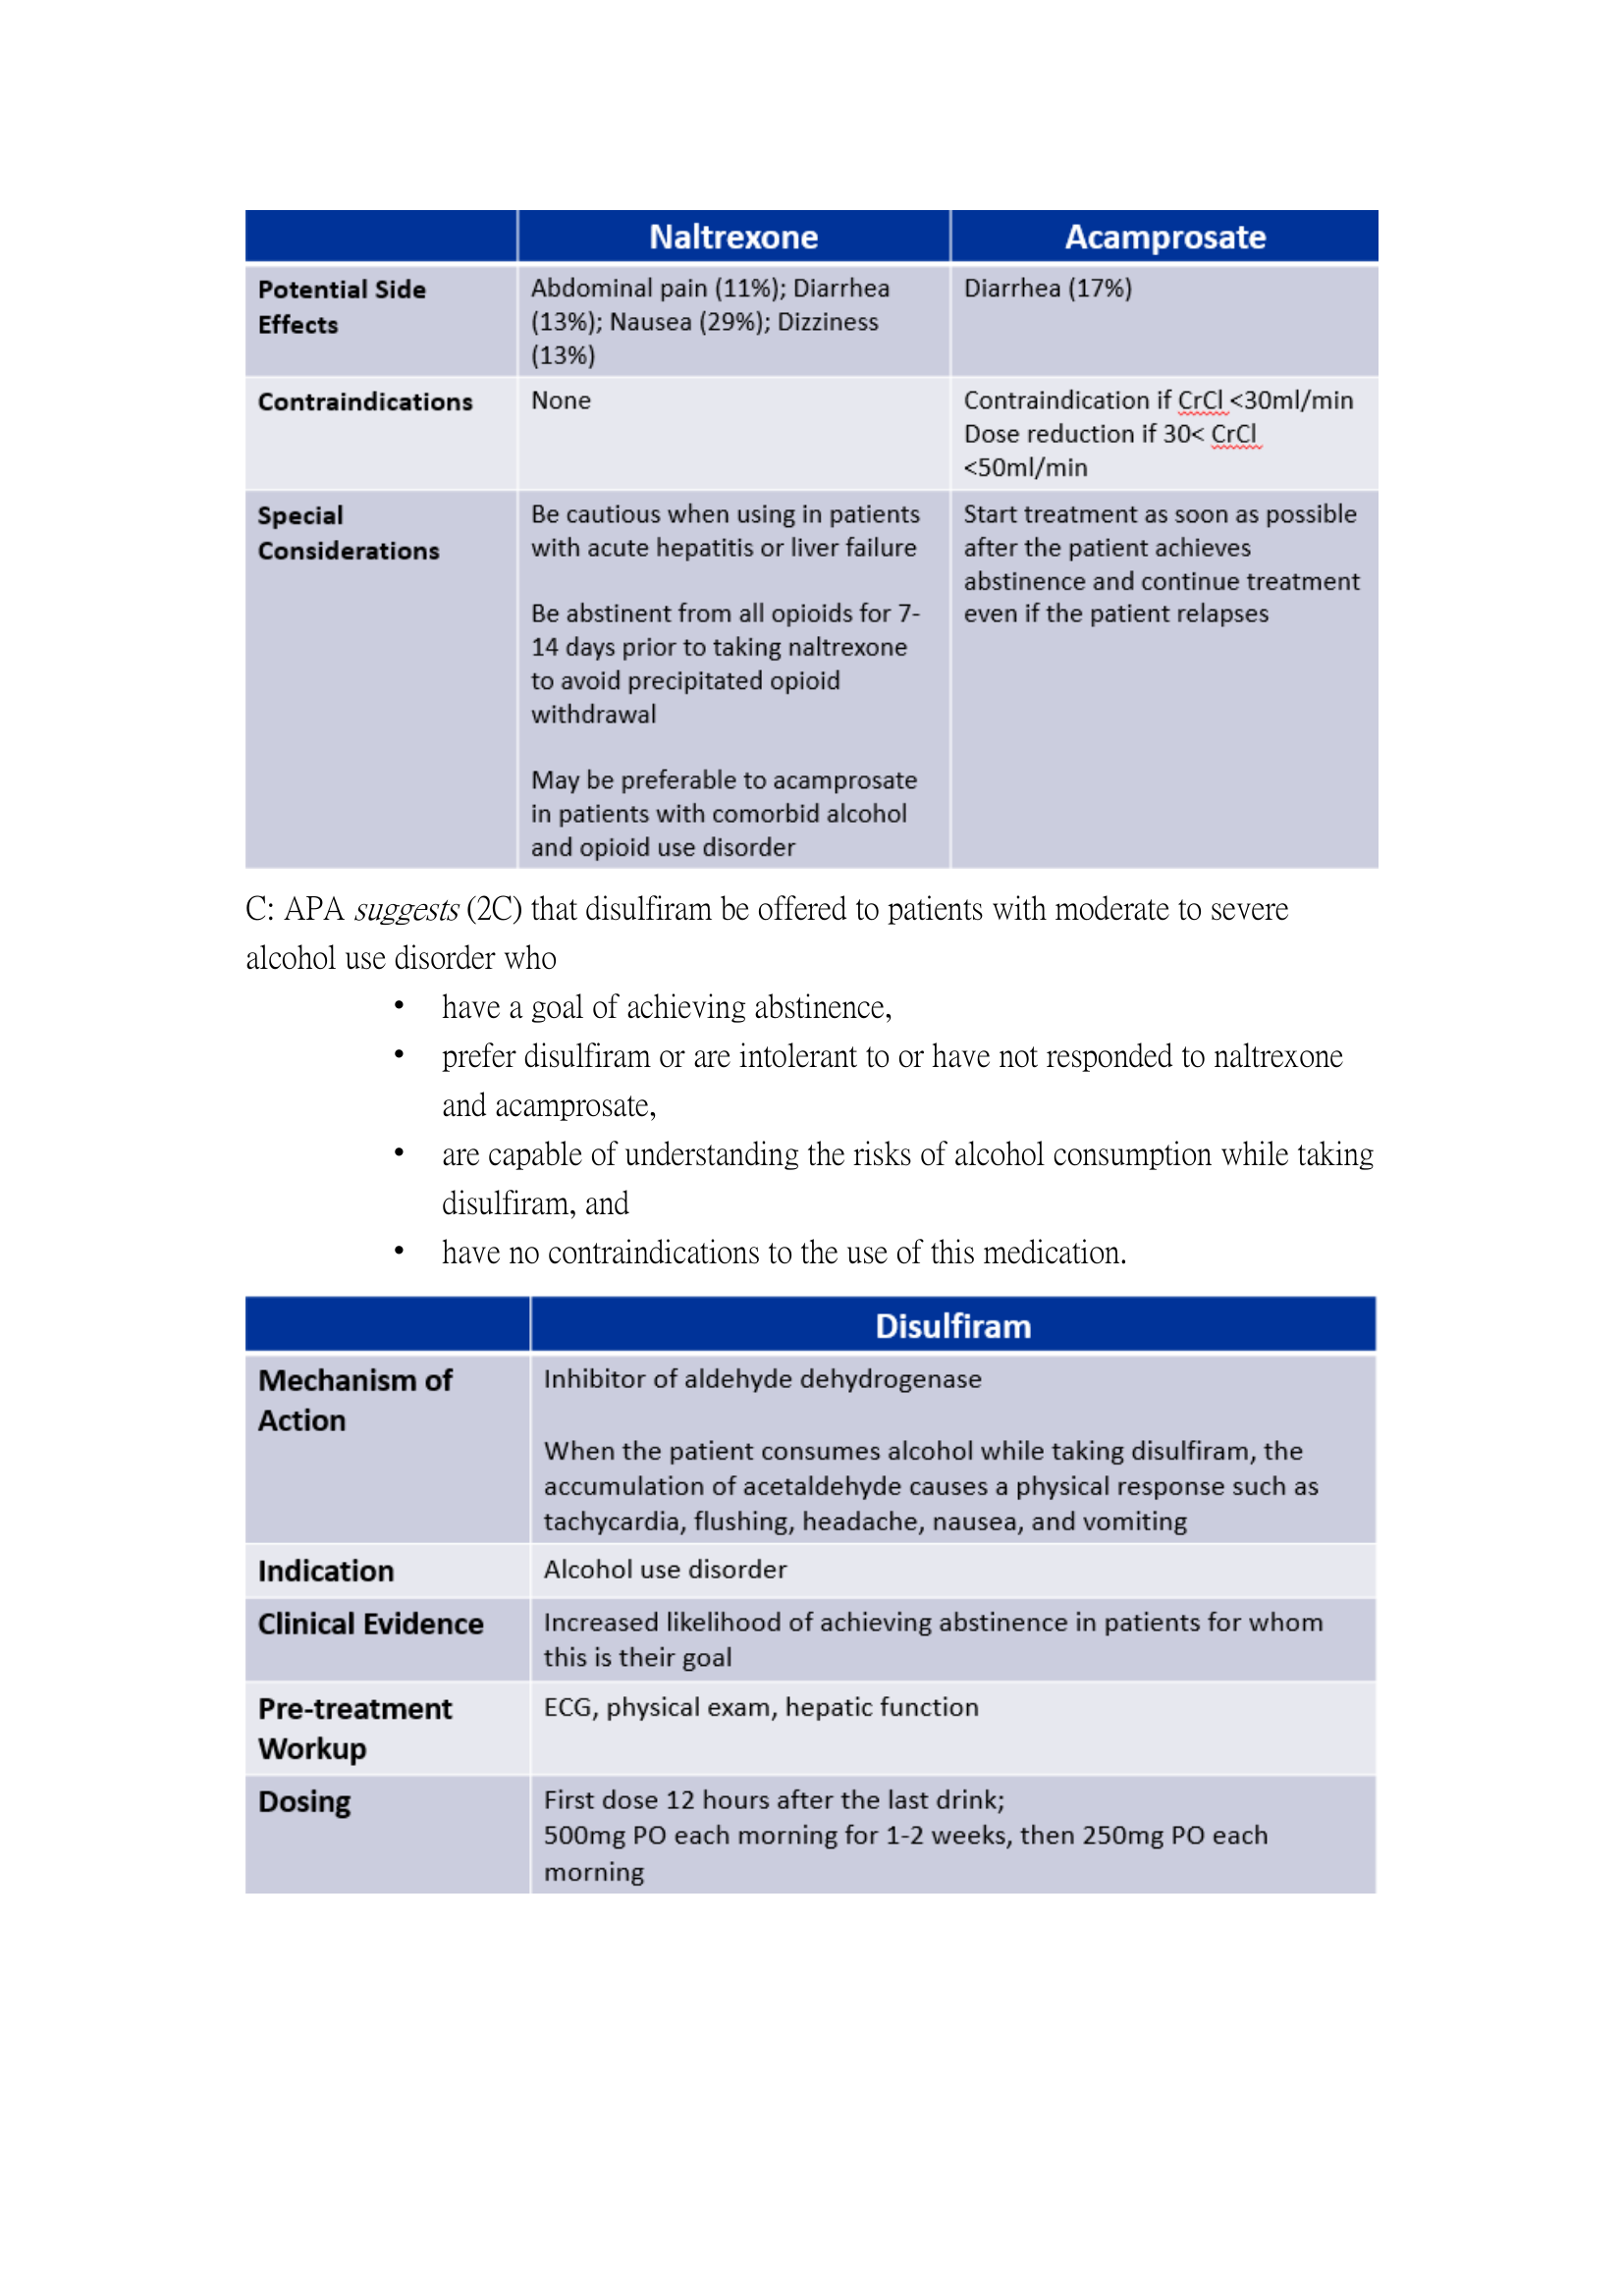 Naltrexone Acamprosate
Potential Side
Effects
Abdominal pain (11%); Diarrhea
(13%); Nausea (29%); Dizziness
(13%)
Diarrhea (17%)
Contraindications
None
Contraindication if CrCl <30ml/min
Dose reduction if 30< CrCl
<50ml/min
Special
Considerations
Be cautious when using in patients
with acute hepatitis or liver failure
Be abstinent from all opioids for 7-
14 days prior to taking naltrexone
to avoid precipitated opioid
withdrawal
May be preferable to acamprosate
in patients with comorbid alcohol
and opioid use disorder
Start treatment as soon as possible
after the patient achieves
abstinence and continue treatment
even if the patient relapses
C: APA suggests (2C) that disulfiram be offered to patients with moderate to severe
alcohol use disorder who
• have a goal of achieving abstinence,
• prefer disulfiram or are intolerant to or have not responded to naltrexone
and acamprosate,
• are capable of understanding the risks of alcohol consumption while taking
disulfiram, and
• have no contraindications to the use of this medication.
Disulfiram
Mechanism of
Action
Inhibitor of aldehyde dehydrogenase
When the patient consumes alcohol while taking disulfiram, the
accumulation of acetaldehyde causes a physical response such as
tachycardia, flushing, headache, nausea, and vomiting
Indication
Alcohol use disorder
Clinical Evidence
Increased likelihood of achieving abstinence in patients for whom
this is their goal
Pre-treatment
Workup
ECG, physical exam, hepatic function
Dosing
First dose 12 hours after the last drink;
500mg PO each morning for 1-2 weeks, then 250mg PO each
morning